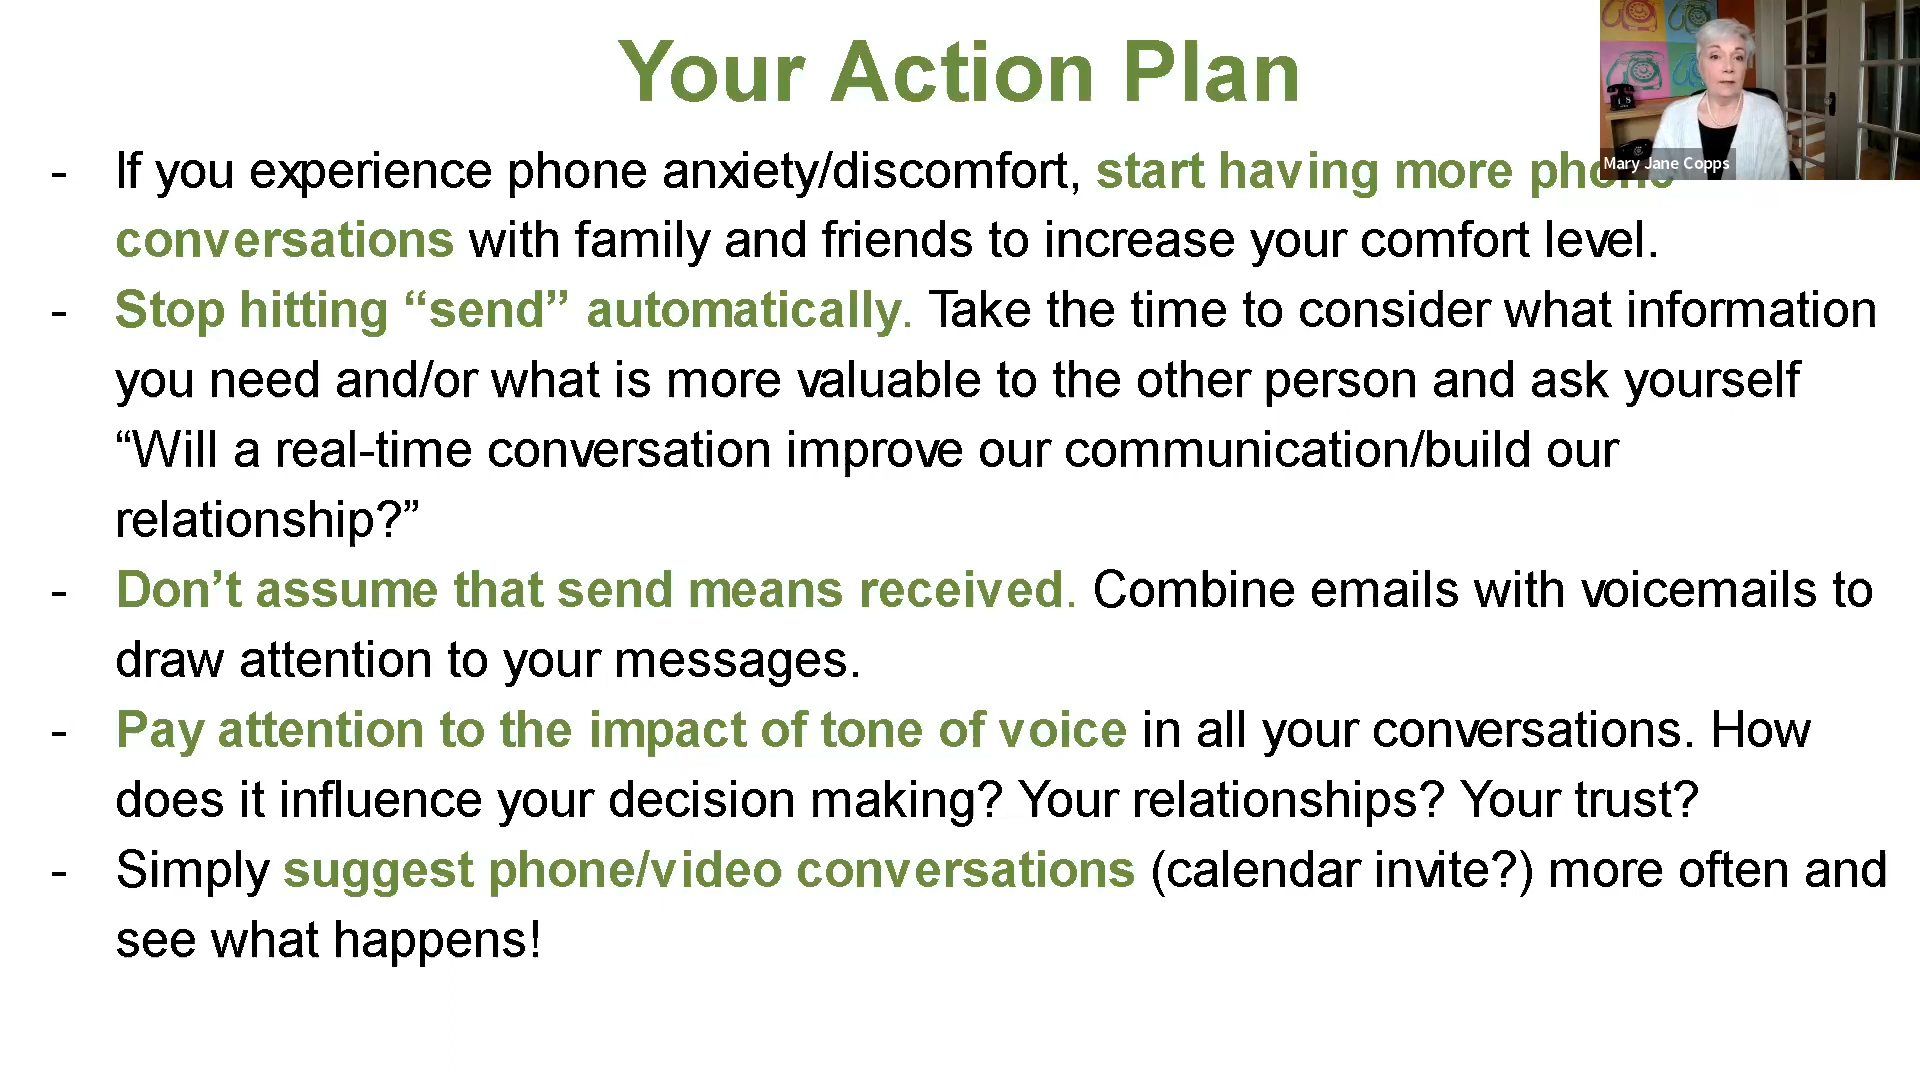 Your Action Plan
Mary Jane Copps
- If you experience phone anxiety/discomfort, start having more phone
conversations with family and friends to increase your comfort level.
- Stop hitting “send” automatically. Take the time to consider what information
you need and/or what is more valuable to the other person and ask yourself
“Will a real-time conversation improve our communication/build our
relationship?”
- Don’t assume that send means received. Combine emails with voicemails to
draw attention to your messages.
- Pay attention to the impact of tone of voice in all your conversations. How
does it influence your decision making? Your relationships? Your trust?
- Simply suggest phone/video conversations (calendar invite?) more often and
see what happens!